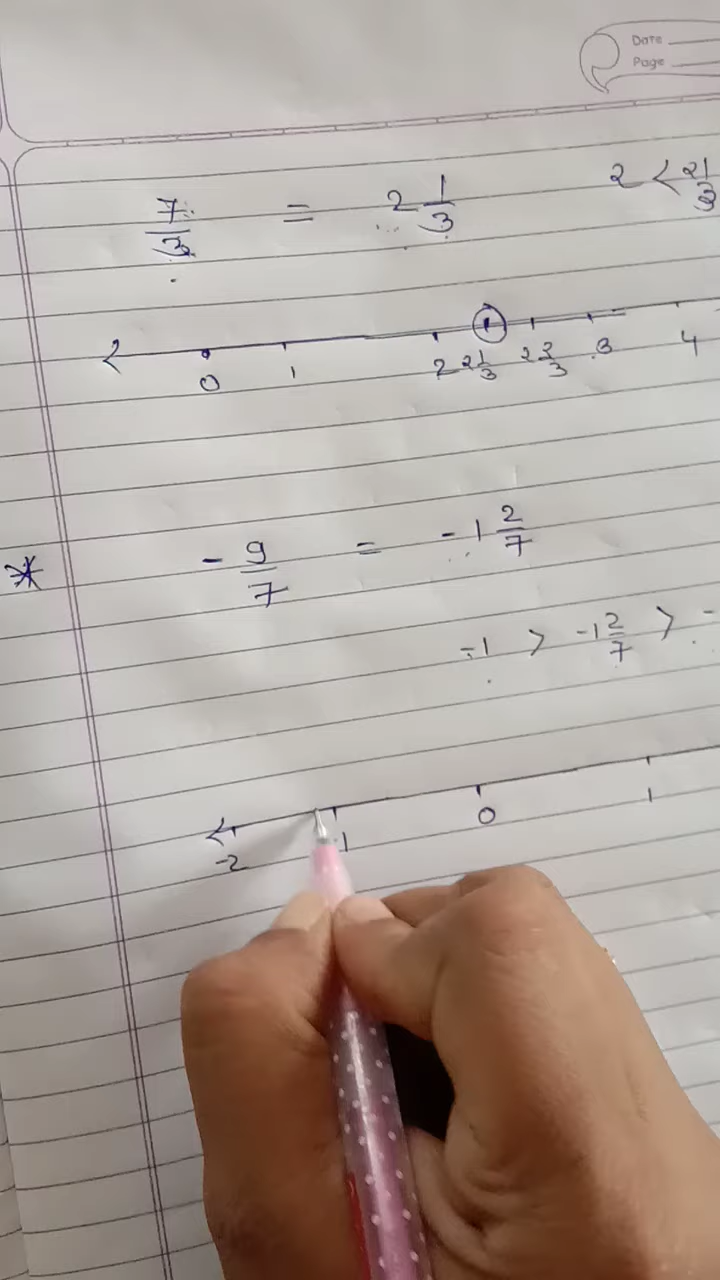 Date
Page
7/3 = 2 1/3 2 < 2 1/3
0 1 2 2 1/3 2 2/3 3 4
* - 9/7 = -1 2/7
-1 > -1 2/7 > -
-2 -1 0 1